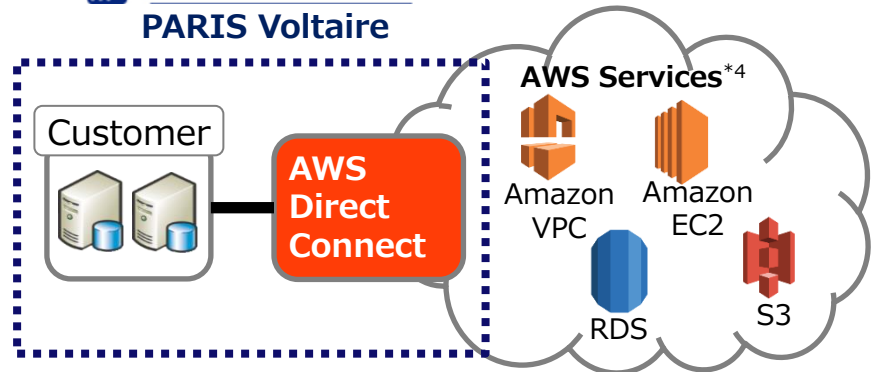 PARIS Voltaire
AWS Services*4
Customer
AWS
Direct
Connect
Amazon
VPC
Amazon
EC2
RDS
S3